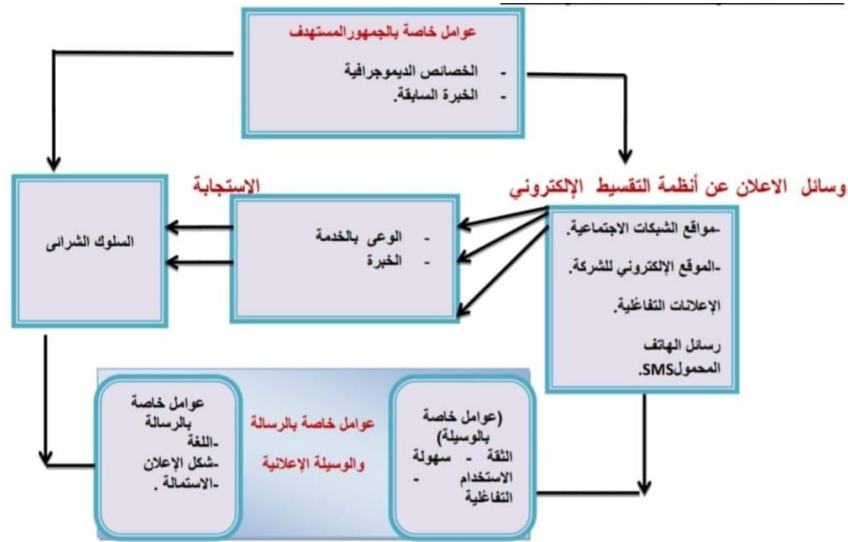 عوامل خاصة بالجمهورالمستهدف
- الخصائص الديموجرافية
- الخبرة السابقة.
وسائل الاعلان عن أنظمة التقسيط الإلكتروني
الإستجابة
-مواقع الشبكات الاجتماعية.
-الموقع الإلكتروني للشركة.
الإعلانات التفاعلية.
رسائل الهاتف
المحمولSMS.
- الوعى بالخدمة
- الخبرة
السلوك الشرائى
(عوامل خاصة
بالوسيلة)
الثقة - سهولة
الاستخدام -
التفاعلية
عوامل خاصة بالرسالة
والوسيلة الإعلانية
عوامل خاصة
بالرسالة
-اللغة
-شكل الإعلان
-الاستمالة .